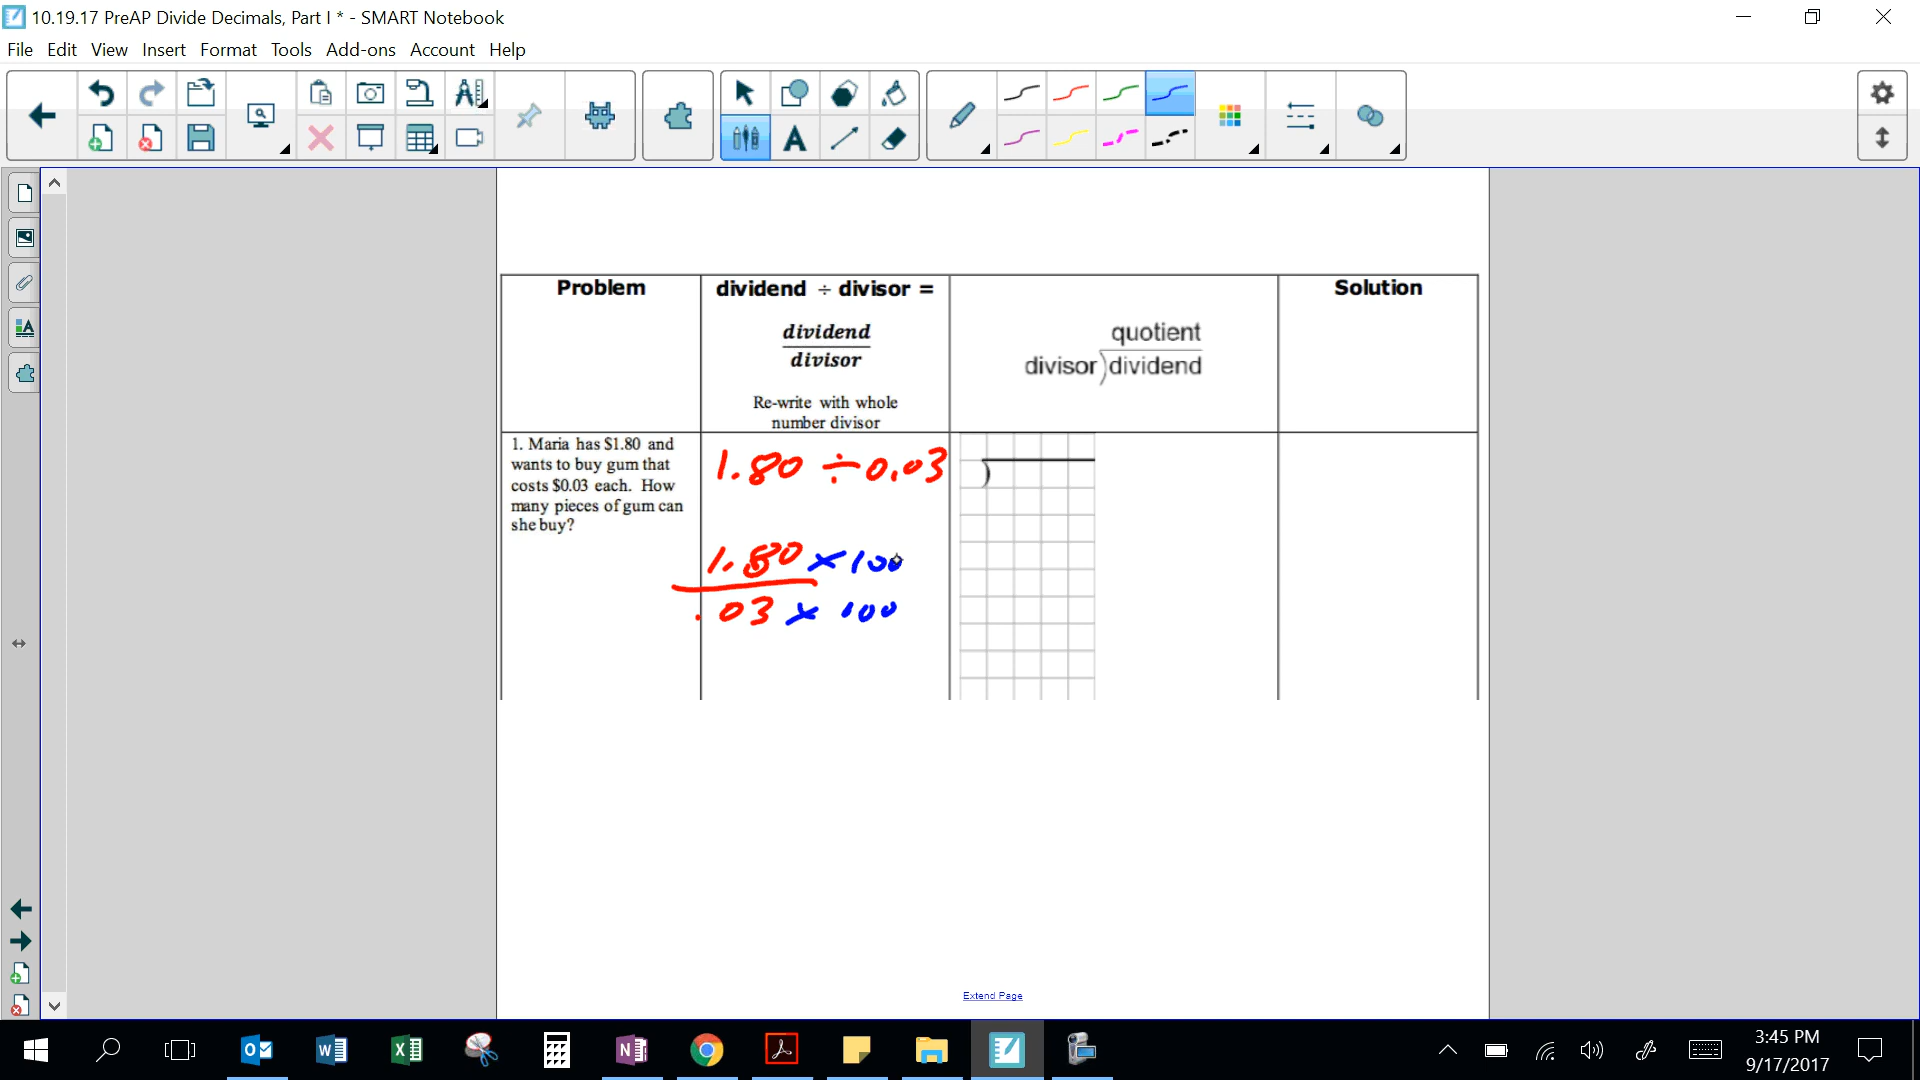 10.19.17 PreAP Divide Decimals, Part I * - SMART Notebook
File Edit View Insert Format Tools Add-ons Account Help
Problem
dividend ÷ divisor =
dividend
divisor
Re-write with whole
number divisor
quotient
divisor)dividend
Solution
1. Maria has $1.80 and
wants to buy gum that
costs $0.03 each. How
many pieces of gum can
she buy?
1.80 ÷ 0.03
1.80 × 100
.03 × 100
Extend Page
3:45 PM
9/17/2017